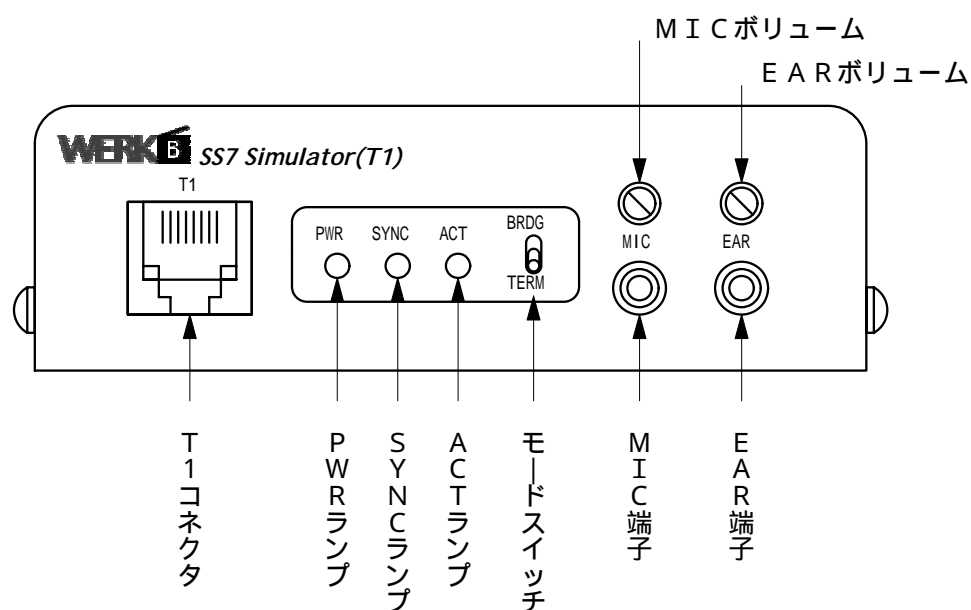 ＭＩＣボリューム
ＥＡＲボリューム
WERK B SS7 Simulator(T1)
T1
PWR SYNC ACT
BRDG
TERM
MIC EAR
Ｔ１コネクタ
ＰＷＲランプ
ＳＹＮＣランプ
ＡＣＴランプ
モードスイッチ
ＭＩＣ端子
ＥＡＲ端子